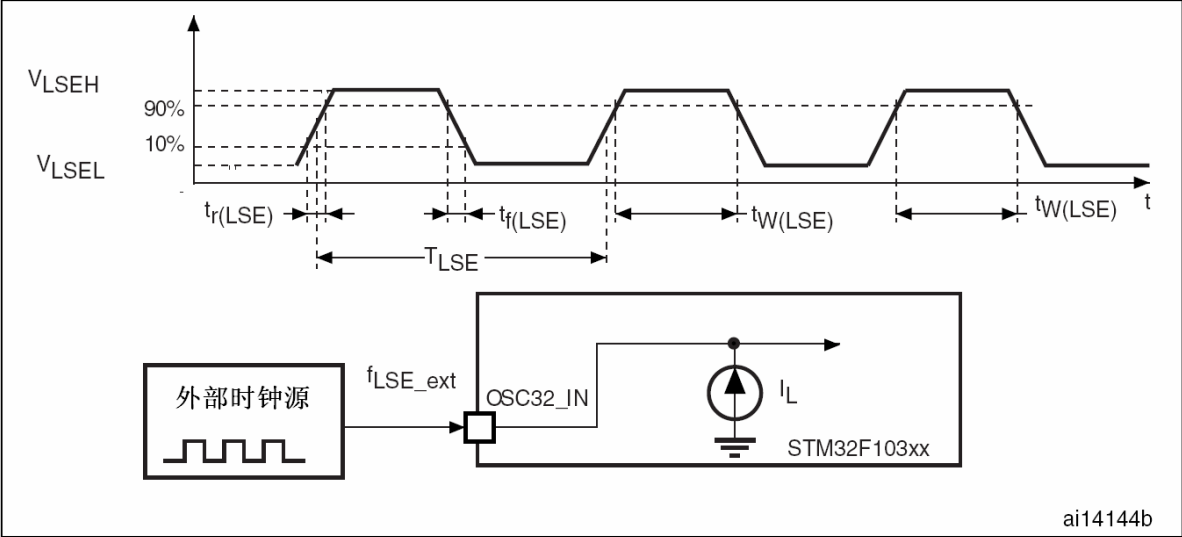 VLSEH
90%
10%
VLSEL
tr(LSE)
tf(LSE)
tW(LSE)
tW(LSE)
t
TLSE
外部时钟源
fLSE_ext
OSC32_IN
IL
STM32F103xx
ai14144b